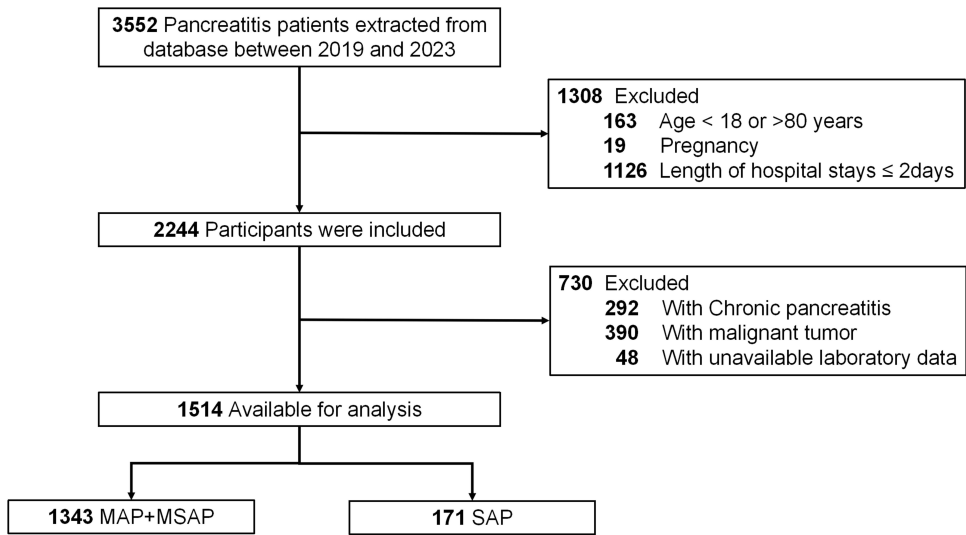 3552 Pancreatitis patients extracted from
database between 2019 and 2023
1308 Excluded
163 Age < 18 or >80 years
19 Pregnancy
1126 Length of hospital stays ≤ 2days
2244 Participants were included
730 Excluded
292 With Chronic pancreatitis
390 With malignant tumor
48 With unavailable laboratory data
1514 Available for analysis
1343 MAP+MSAP
171 SAP